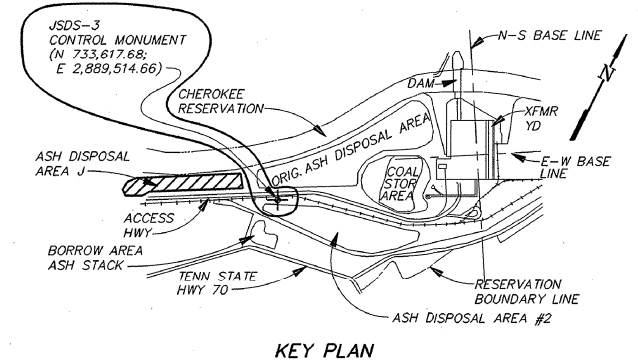 JSDS-3
CONTROL MONUMENT
(N 733,617.68;
E 2,889,514.66)
N-S BASE LINE
N
DAM
CHEROKEE
RESERVATION
XFMR
YD
ORIG. ASH DISPOSAL AREA
ASH DISPOSAL
AREA J
COAL
STOR
AREA
E-W BASE
LINE
ACCESS
HWY
BORROW AREA
ASH STACK
TENN STATE
HWY 70
RESERVATION
BOUNDARY LINE
ASH DISPOSAL AREA #2
KEY PLAN